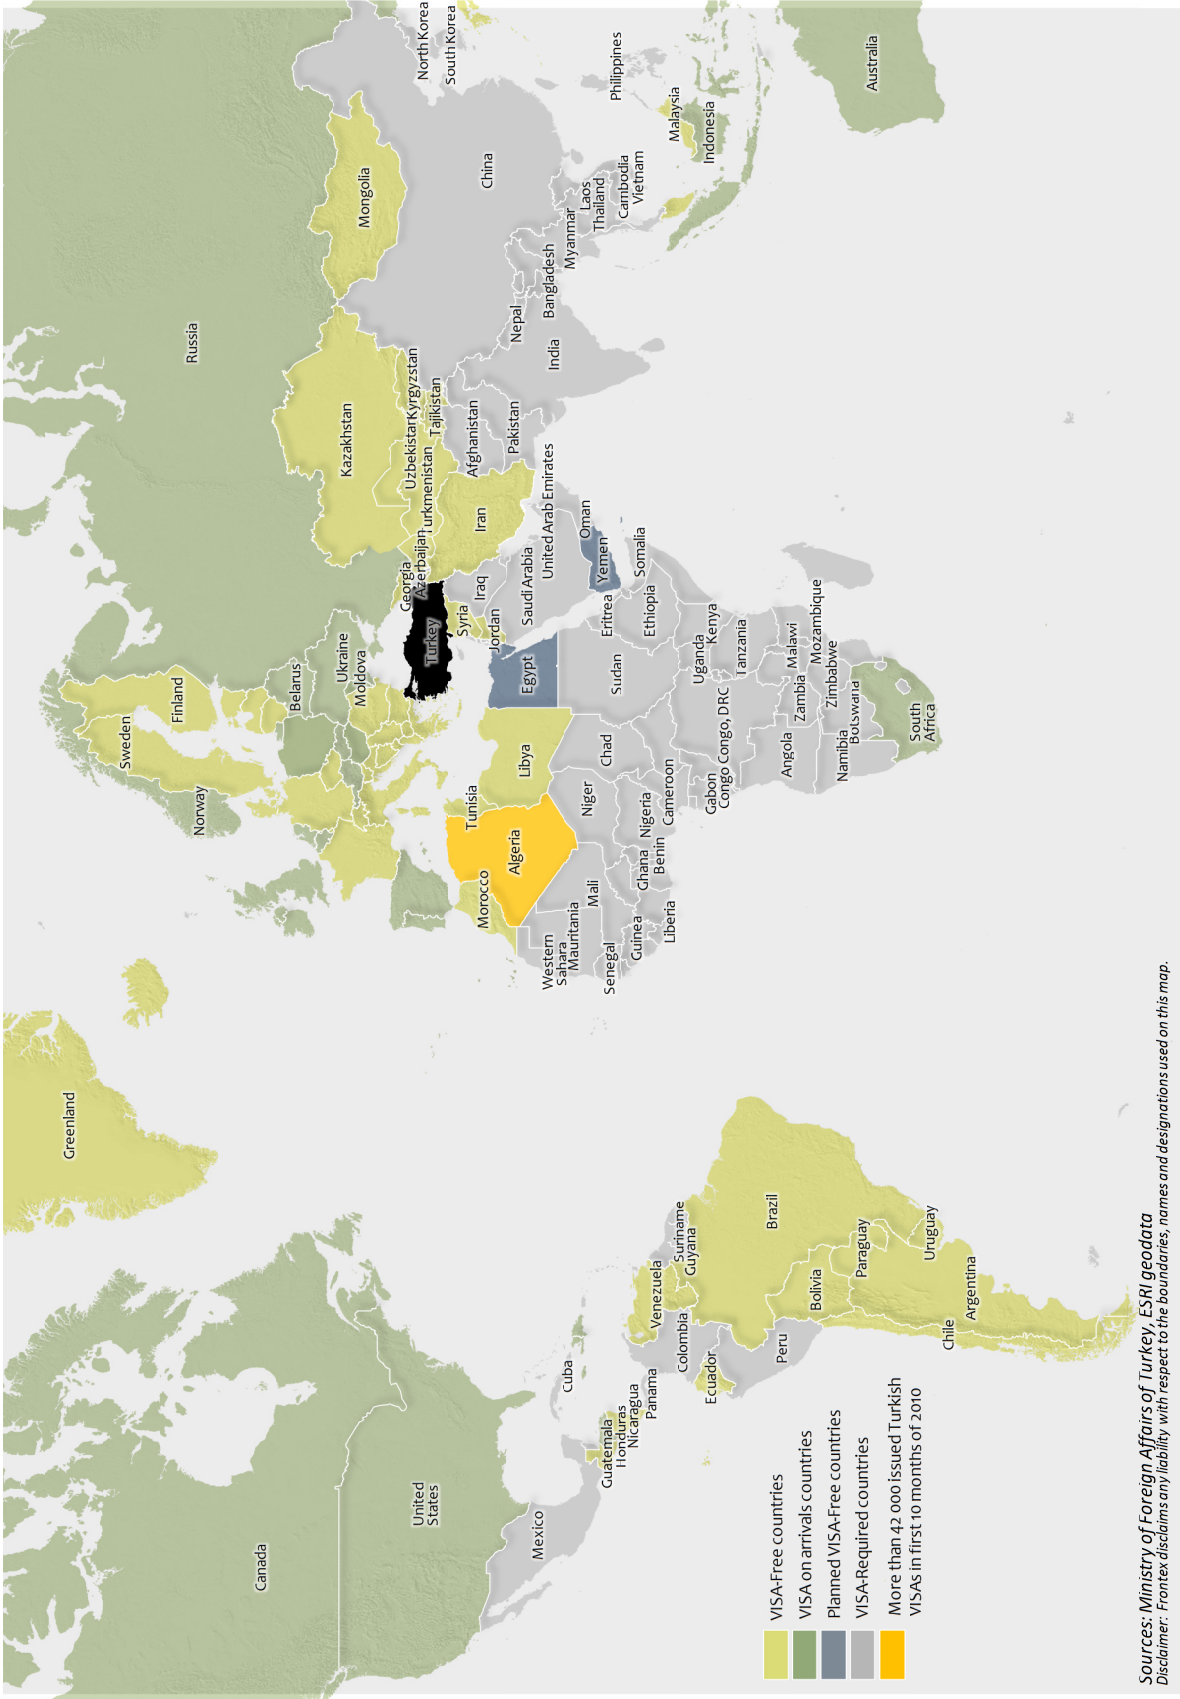 Greenland
Canada
United
States
Mexico
Cuba
Guatemala
Honduras
Nicaragua
Panama
Venezuela
Suriname
Guyana
Colombia
Ecuador
Peru
Brazil
Bolivia
Paraguay
Uruguay
Argentina
Chile
Norway
Sweden
Finland
Belarus
Ukraine
Moldova
Russia
Georgia
Azerbaijan
Turkey
Kazakhstan
Uzbekistan
Kyrgyzstan
Turkmenistan
Tajikistan
Mongolia
China
North Korea
South Korea
Afghanistan
Pakistan
Iran
Iraq
Syria
Jordan
Saudi Arabia
United Arab Emirates
Oman
Yemen
Nepal
India
Bangladesh
Myanmar
Laos
Thailand
Cambodia
Vietnam
Philippines
Malaysia
Indonesia
Australia
Morocco
Algeria
Tunisia
Libya
Egypt
Western
Sahara
Mauritania
Mali
Niger
Chad
Sudan
Eritrea
Ethiopia
Somalia
Senegal
Guinea
Liberia
Ghana
Benin
Nigeria
Cameroon
Gabon
Congo
Congo, DRC
Uganda
Kenya
Tanzania
Angola
Zambia
Malawi
Mozambique
Zimbabwe
Namibia
Botswana
South
Africa
VISA-Free countries
VISA on arrivals countries
Planned VISA-Free countries
VISA-Required countries
More than 42 000 issued Turkish
VISAs in first 10 months of 2010
Sources: Ministry of Foreign Affairs of Turkey, ESRI geodata
Disclaimer: Frontex disclaims any liability with respect to the boundaries, names and designations used on this map.